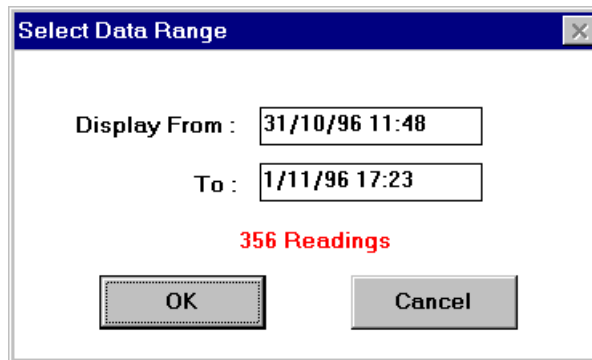 Select Data Range
Display From : 31/10/96 11:48
To : 1/11/96 17:23
356 Readings
OK Cancel